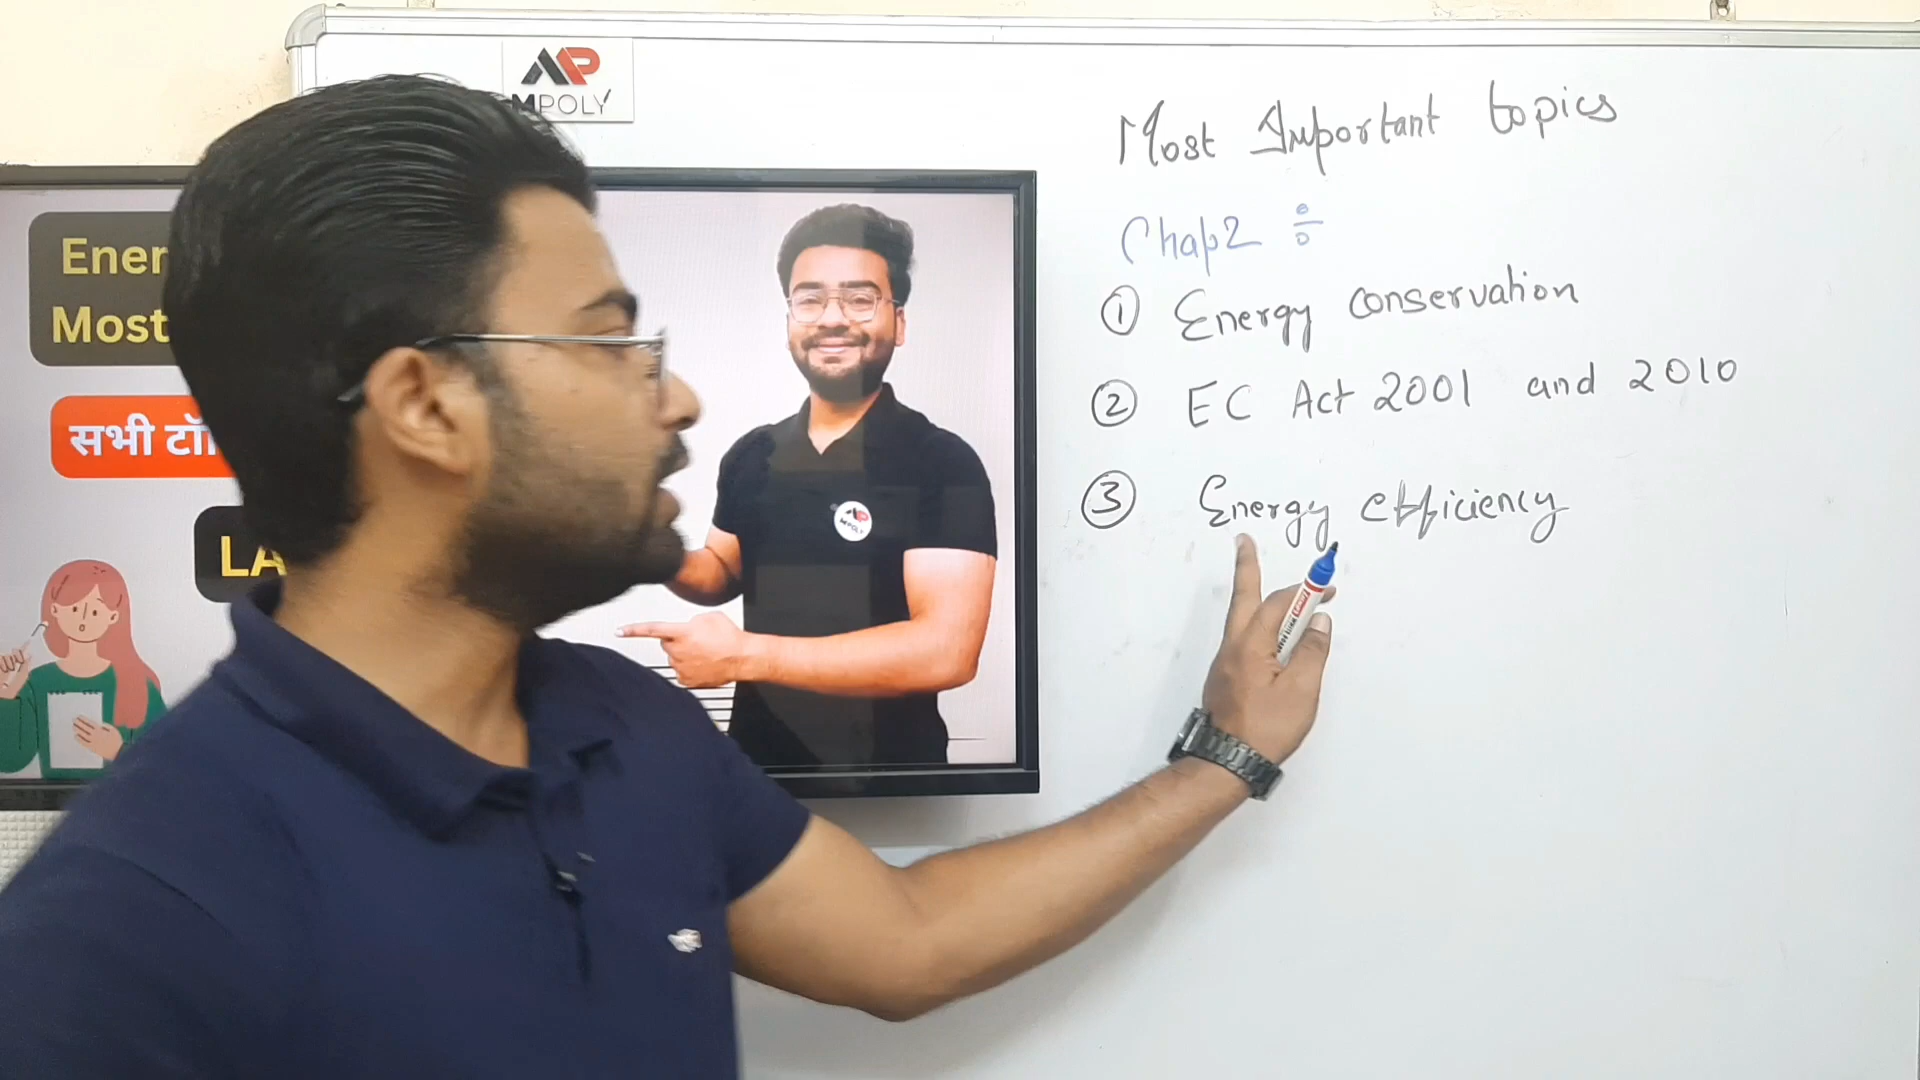 MPOLY
Most Important topics
Chap2
① Energy conservation
② EC Act 2001 and 2010
③ Energy efficiency
Ener
Most
सभी टॉ
LA
MPOLY